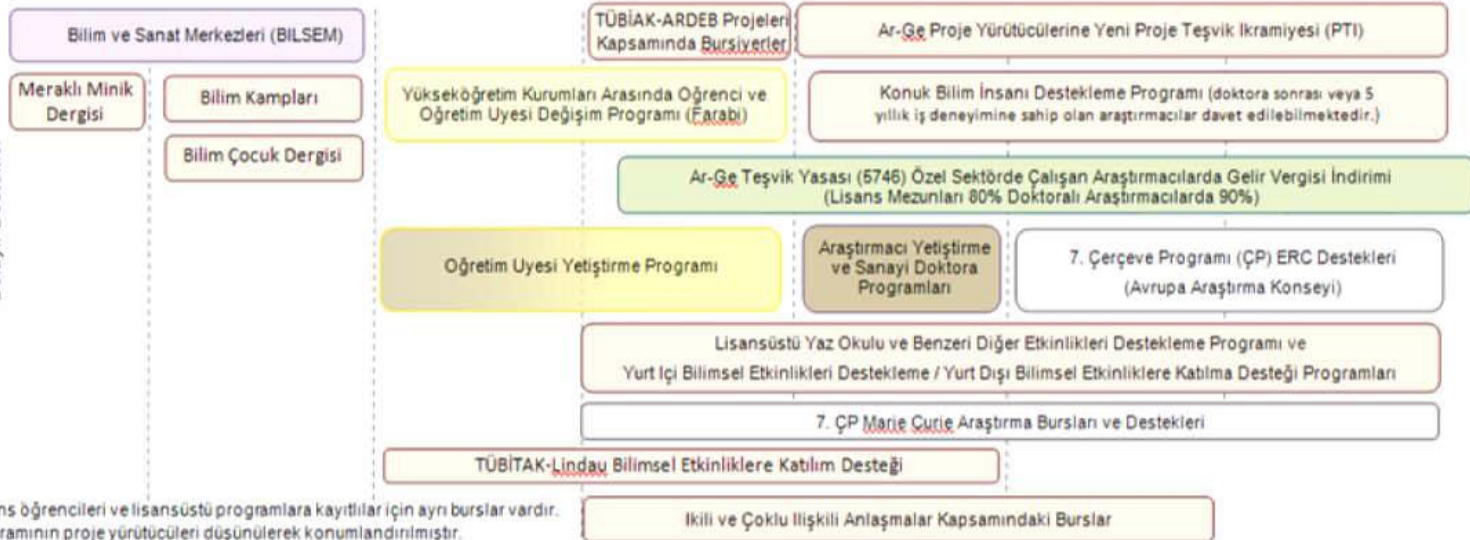 Bilim ve Sanat Merkezleri (BILSEM)
TÜBİAK-ARDEB Projeleri
Kapsamında Bursiyerler
Ar-Ge Proje Yürütücülerine Yeni Proje Teşvik Ikramiyesi (PTI)
Meraklı Minik
Dergisi
Bilim Kampları
Yükseköğretim Kurumları Arasında Oğrenci ve
Oğretim Uyesi Değişim Programı (Farabi)
Konuk Bilim İnsanı Destekleme Programı (doktora sonrası veya 5
yıllık iş deneyimine sahip olan araştırmacılar davet edilebilmektedir.)
Bilim Çocuk Dergisi
Ar-Ge Teşvik Yasası (5746) Özel Sektörde Çalışan Araştırmacılarda Gelir Vergisi İndirimi
(Lisans Mezunları 80% Doktoralı Araştırmacılarda 90%)
Oğretim Uyesi Yetiştirme Programı
Araştırmacı Yetiştirme
ve Sanayi Doktora
Programları
7. Çerçeve Programı (ÇP) ERC Destekleri
(Avrupa Araştırma Konseyi)
Lisansüstü Yaz Okulu ve Benzeri Diğer Etkinlikleri Destekleme Programı ve
Yurt Içi Bilimsel Etkinlikleri Destekleme / Yurt Dışı Bilimsel Etkinliklere Katılma Desteği Programları
7. ÇP Marie Curie Araştırma Bursları ve Destekleri
TÜBİTAK-Lindau Bilimsel Etkinliklere Katılım Desteği
ns öğrencileri ve lisansüstü programlara kayıtlılar için ayrı burslar vardır.
ramının proje yürütücüleri düşünülerek konumlandırılmıştır.
Ikili ve Çoklu Ilişkili Anlaşmalar Kapsamındaki Burslar